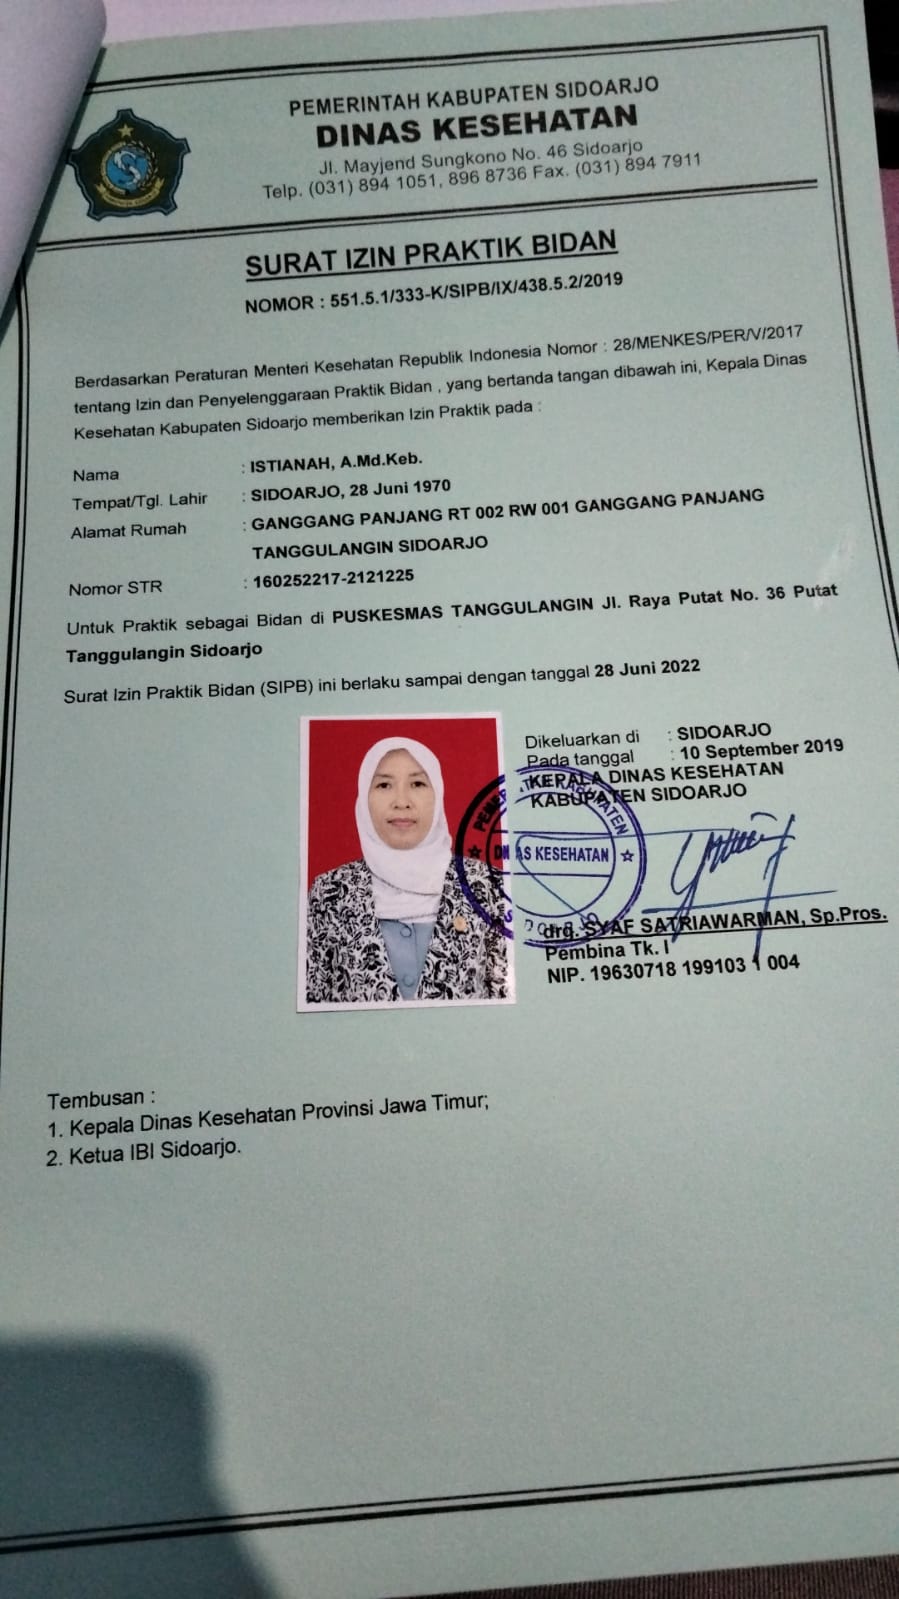 PEMERINTAH KABUPATEN SIDOARJO
DINAS KESEHATAN
Jl. Mayjend Sungkono No. 46 Sidoarjo
Telp. (031) 894 1051, 896 8736 Fax. (031) 894 7911
SURAT IZIN PRAKTIK BIDAN
NOMOR : 551.5.1/333-K/SIPB/IX/438.5.2/2019
Berdasarkan Peraturan Menteri Kesehatan Republik Indonesia Nomor : 28/MENKES/PER/V/2017
tentang Izin dan Penyelenggaraan Praktik Bidan , yang bertanda tangan dibawah ini, Kepala Dinas
Kesehatan Kabupaten Sidoarjo memberikan Izin Praktik pada :
Nama : ISTIANAH, A.Md.Keb.
Tempat/Tgl. Lahir : SIDOARJO, 28 Juni 1970
Alamat Rumah : GANGGANG PANJANG RT 002 RW 001 GANGGANG PANJANG
TANGGULANGIN SIDOARJO
Nomor STR : 160252217-2121225
Untuk Praktik sebagai Bidan di PUSKESMAS TANGGULANGIN Jl. Raya Putat No. 36 Putat
Tanggulangin Sidoarjo
Surat Izin Praktik Bidan (SIPB) ini berlaku sampai dengan tanggal 28 Juni 2022
Dikeluarkan di : SIDOARJO
Pada tanggal : 10 September 2019
KEPALA DINAS KESEHATAN
KABUPATEN SIDOARJO
DINAS KESEHATAN
drg. SYAF SATRIAWARMAN, Sp.Pros.
Pembina Tk. I
NIP. 19630718 199103 1 004
Tembusan :
1. Kepala Dinas Kesehatan Provinsi Jawa Timur;
2. Ketua IBI Sidoarjo.